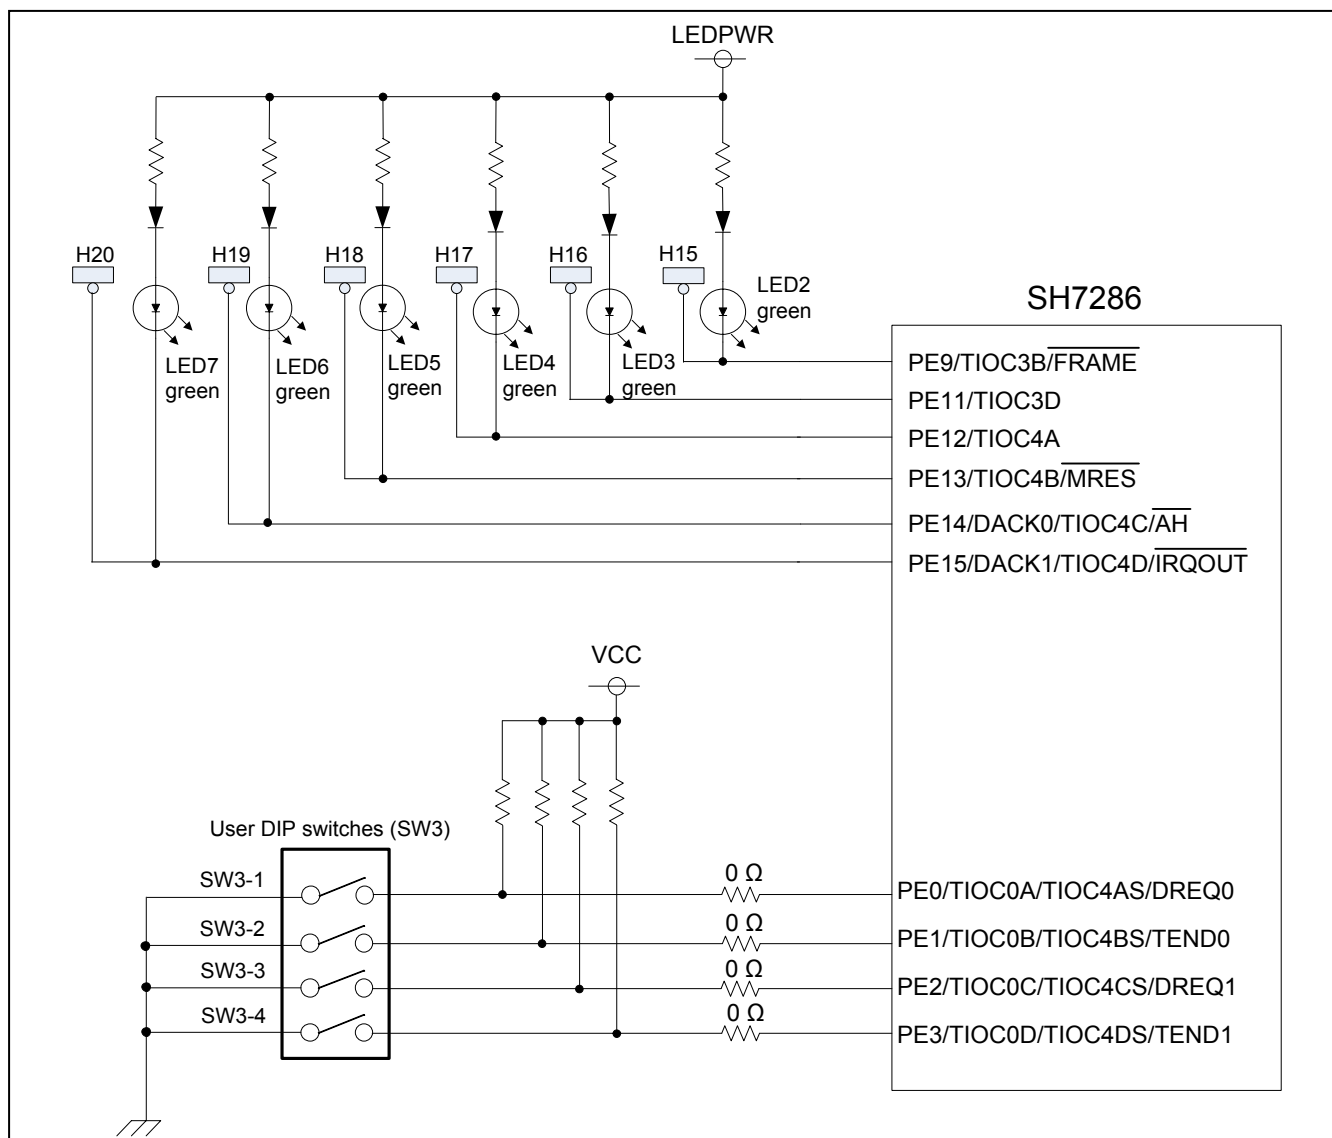 LEDPWR
H20
H19
H18
H17
H16
H15
LED2
green
SH7286
LED7
green
LED6
green
LED5
green
LED4
green
LED3
green
PE9/TIOC3B/FRAME
PE11/TIOC3D
PE12/TIOC4A
PE13/TIOC4B/MRES
PE14/DACK0/TIOC4C/AH
PE15/DACK1/TIOC4D/IRQOUT
VCC
User DIP switches (SW3)
SW3-1
0 Ω
PE0/TIOC0A/TIOC4AS/DREQ0
SW3-2
0 Ω
PE1/TIOC0B/TIOC4BS/TEND0
SW3-3
0 Ω
PE2/TIOC0C/TIOC4CS/DREQ1
SW3-4
0 Ω
PE3/TIOC0D/TIOC4DS/TEND1